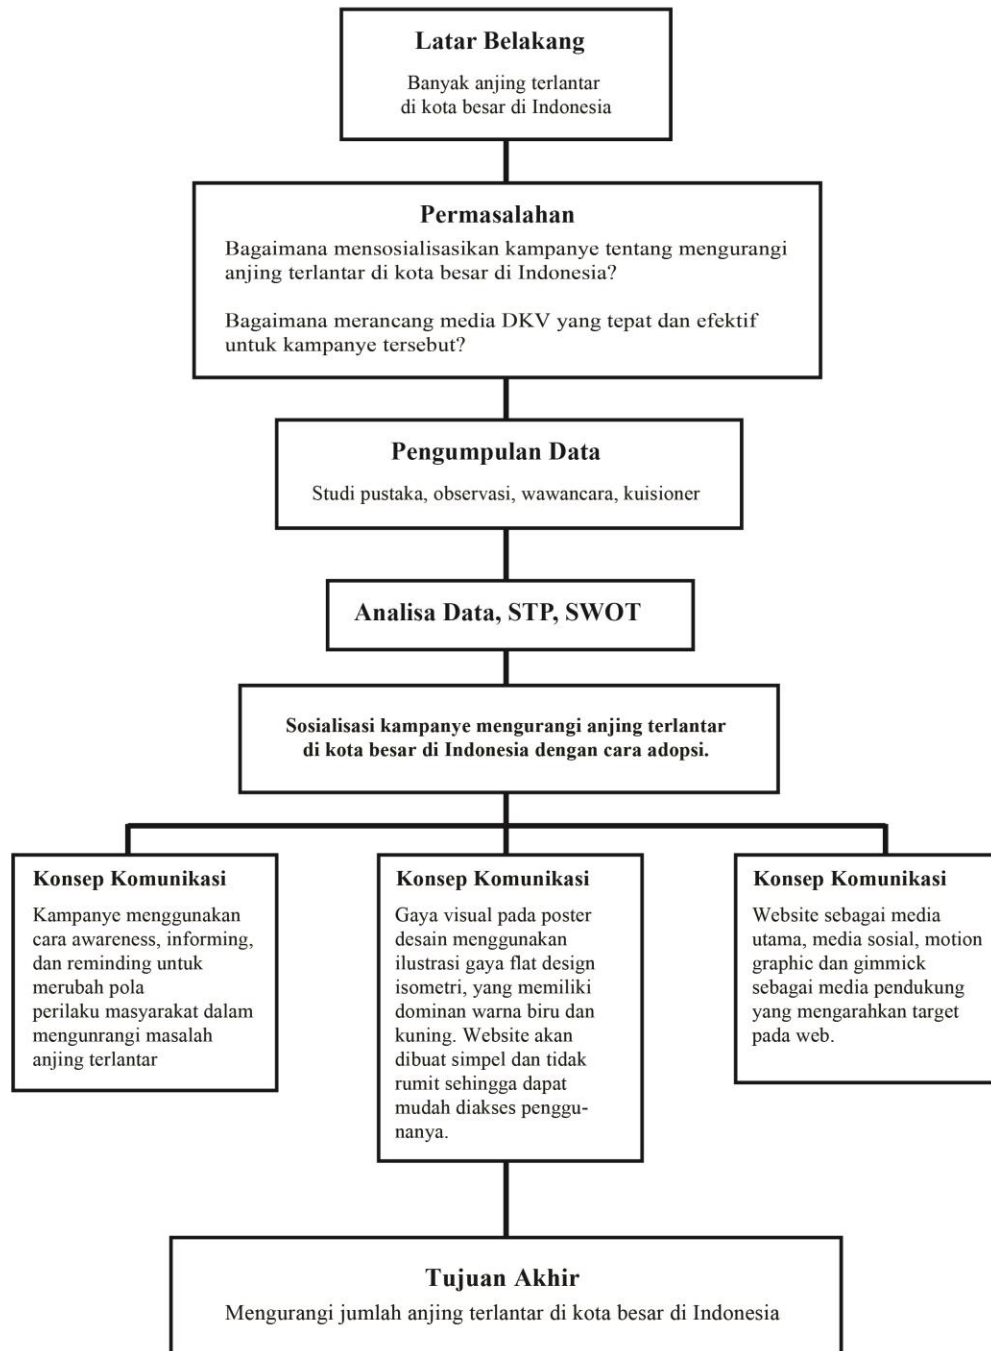 Latar Belakang
Banyak anjing terlantar
di kota besar di Indonesia
Permasalahan
Bagaimana mensosialisasikan kampanye tentang mengurangi
anjing terlantar di kota besar di Indonesia?
Bagaimana merancang media DKV yang tepat dan efektif
untuk kampanye tersebut?
Pengumpulan Data
Studi pustaka, observasi, wawancara, kuisioner
Analisa Data, STP, SWOT
Sosialisasi kampanye mengurangi anjing terlantar
di kota besar di Indonesia dengan cara adopsi.
Konsep Komunikasi
Kampanye menggunakan
cara awareness, informing,
dan reminding untuk
merubah pola
perilaku masyarakat dalam
mengunrangi masalah
anjing terlantar
Konsep Komunikasi
Gaya visual pada poster
desain menggunakan
ilustrasi gaya flat design
isometri, yang memiliki
dominan warna biru dan
kuning. Website akan
dibuat simpel dan tidak
rumit sehingga dapat
mudah diakses penggu-
nanya.
Konsep Komunikasi
Website sebagai media
utama, media sosial, motion
graphic dan gimmick
sebagai media pendukung
yang mengarahkan target
pada web.
Tujuan Akhir
Mengurangi jumlah anjing terlantar di kota besar di Indonesia